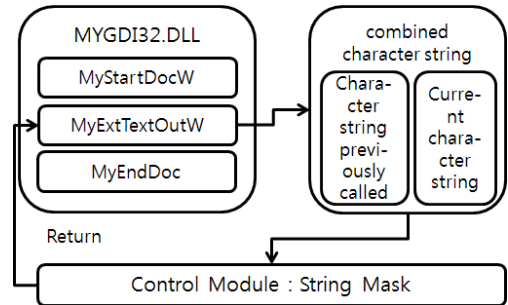 MYGDI32.DLL
MyStartDocW
MyExtTextOutW
MyEndDoc
combined
character string
Chara-
cter
string
previ-
ously
called
Curre-
nt
chara-
cter
string
Return
Control Module : String Mask